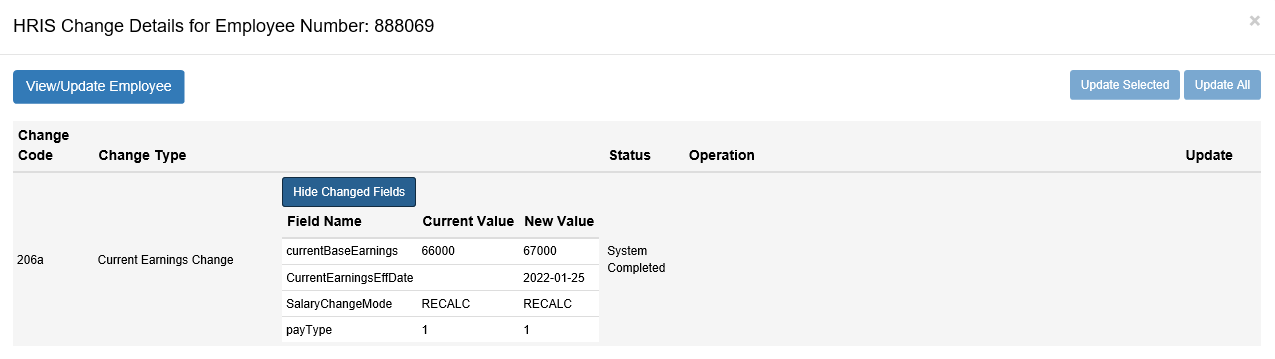 HRIS Change Details for Employee Number: 888069
×
View/Update Employee
Update Selected
Update All
Change Code
Change Type
Status
Operation
Update
Hide Changed Fields
Field Name Current Value New Value
206a
Current Earnings Change
currentBaseEarnings 66000 67000
CurrentEarningsEffDate 2022-01-25
SalaryChangeMode RECALC RECALC
payType 1 1
System
Completed